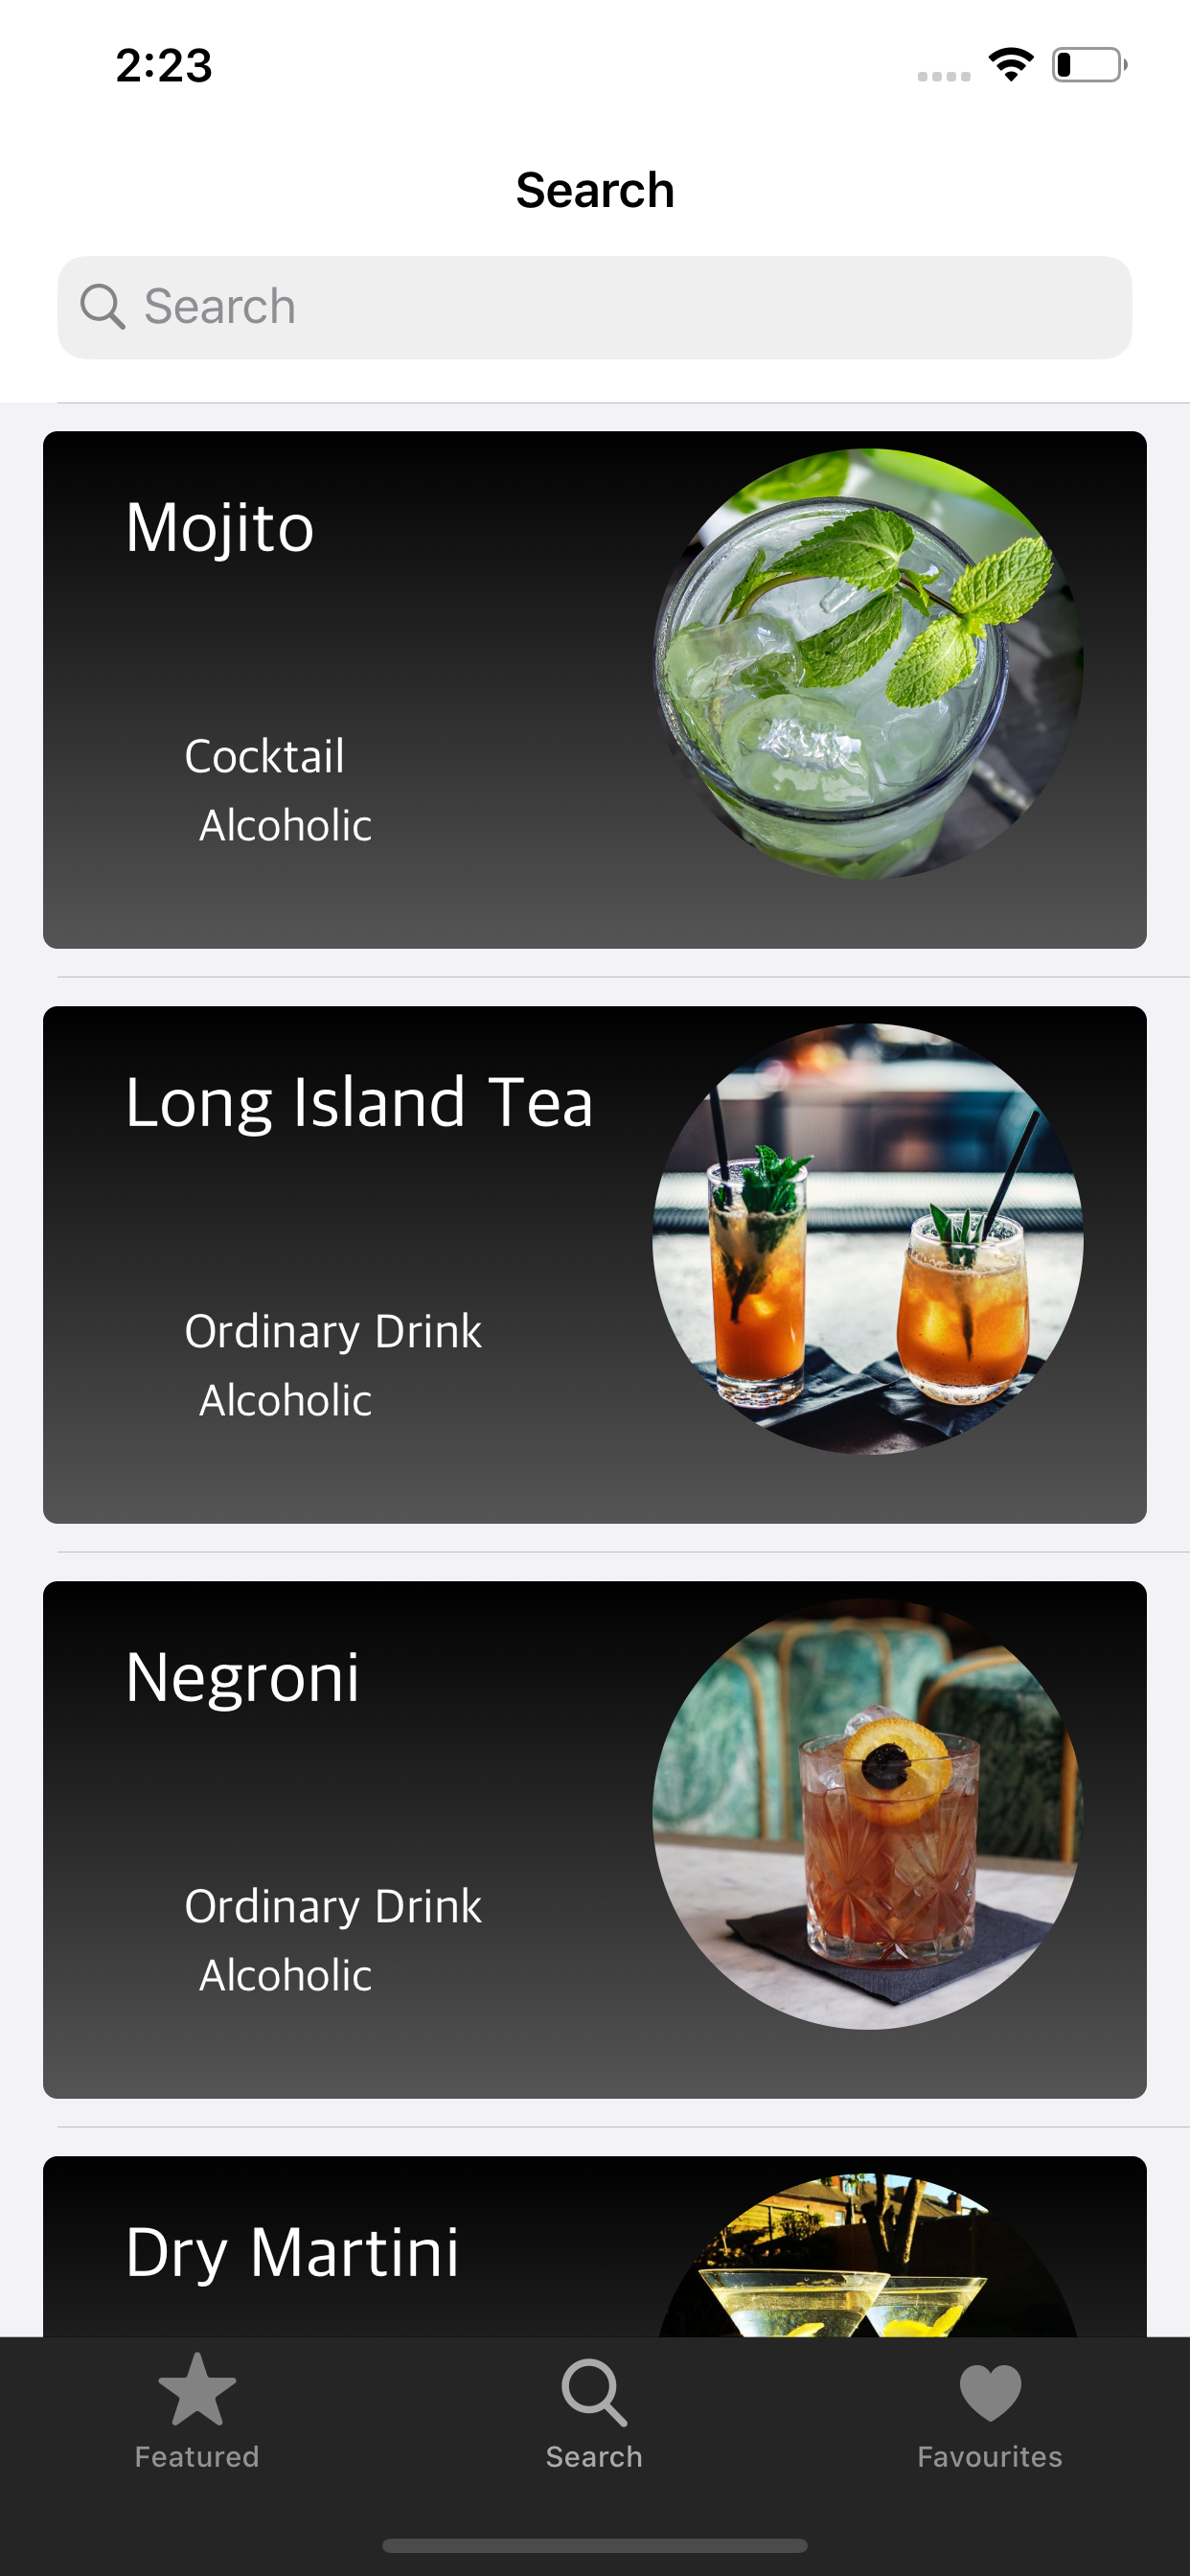 2:23
Search
Search
Mojito
Cocktail
Alcoholic
Long Island Tea
Ordinary Drink
Alcoholic
Negroni
Ordinary Drink
Alcoholic
Dry Martini
Featured
Search
Favourites